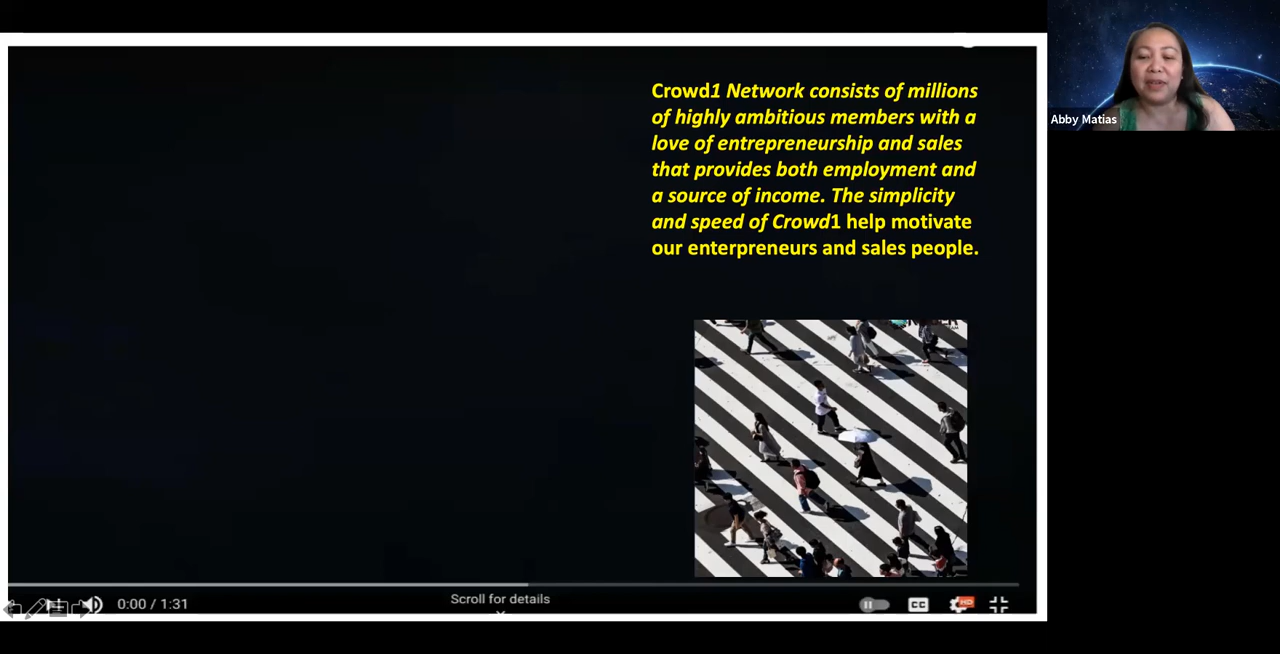 Crowd1 Network consists of millions
of highly ambitious members with a
love of entrepreneurship and sales
that provides both employment and
a source of income. The simplicity
and speed of Crowd1 help motivate
our enterpreneurs and sales people.
Abby Matias
0:00 / 1:31
Scroll for details
CC
HD